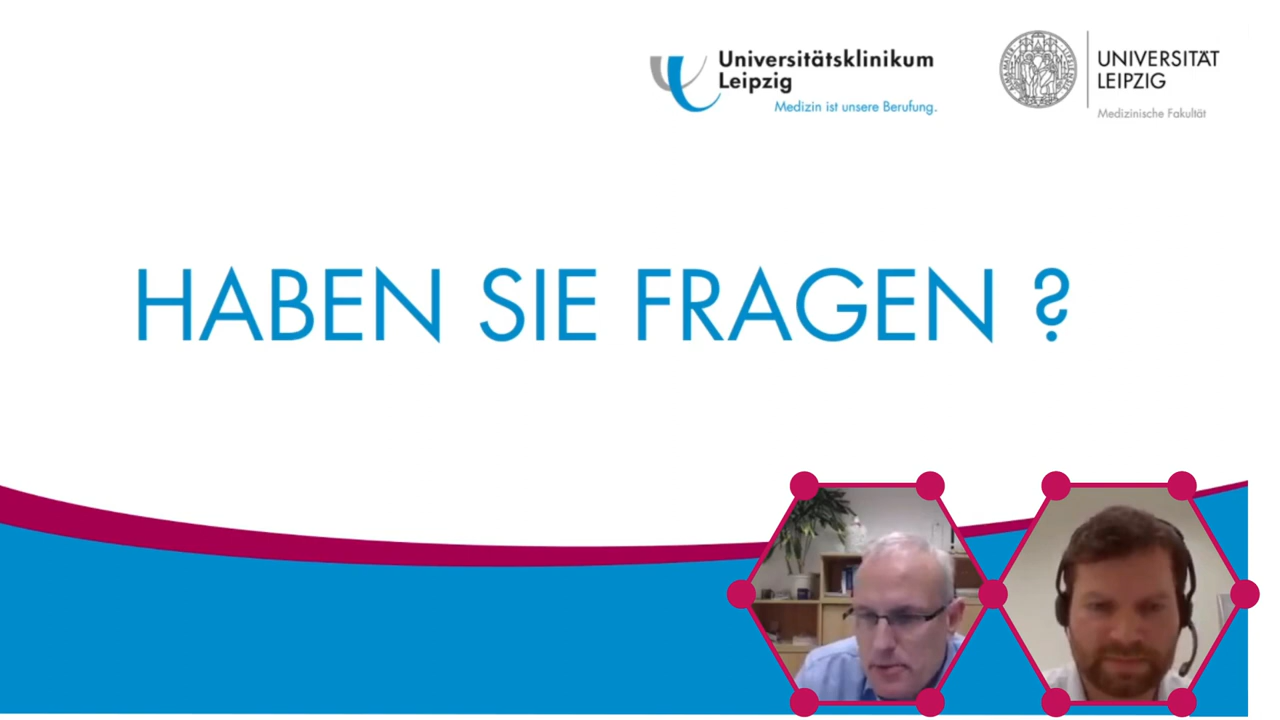 Universitätsklinikum
Leipzig
Medizin ist unsere Berufung.
UNIVERSITÄT
LEIPZIG
Medizinische Fakultät
HABEN SIE FRAGEN ?